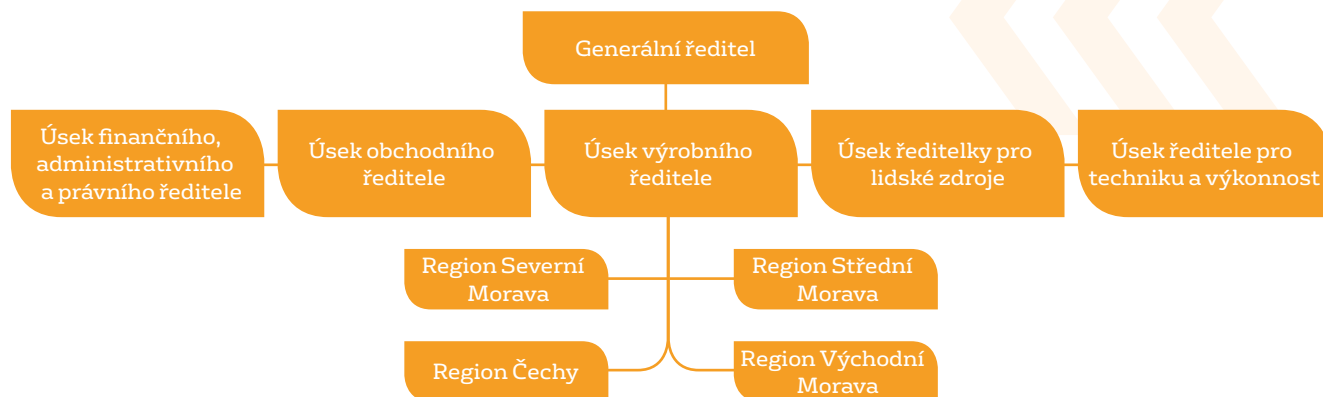 Generální ředitel
Úsek finančního,
administrativního
a právního ředitele
Úsek obchodního
ředitele
Úsek výrobního
ředitele
Úsek ředitelky pro
lidské zdroje
Úsek ředitele pro
techniku a výkonnost
Region Severní
Morava
Region Střední
Morava
Region Čechy
Region Východní
Morava